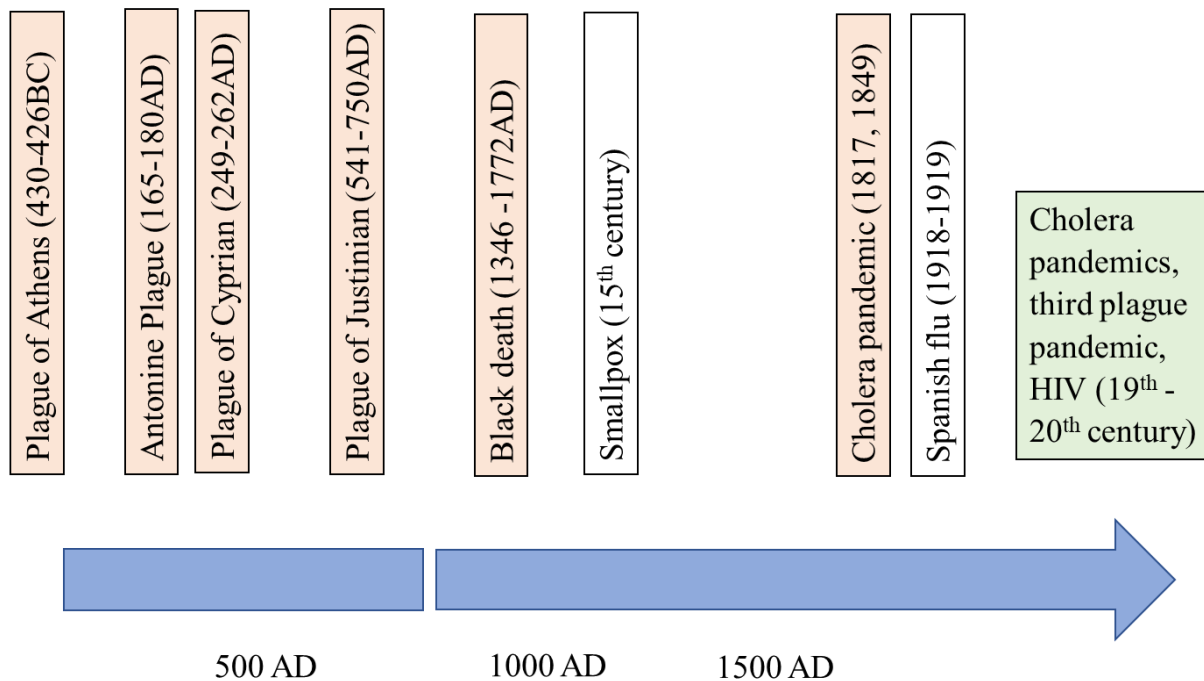 Plague of Athens (430-426BC)
Antonine Plague (165-180AD)
Plague of Cyprian (249-262AD)
Plague of Justinian (541-750AD)
Black death (1346 -1772AD)
Smallpox (15th century)
Cholera pandemic (1817, 1849)
Spanish flu (1918-1919)
Cholera
pandemics,
third plague
pandemic,
HIV (19th -
20th century)
500 AD
1000 AD
1500 AD